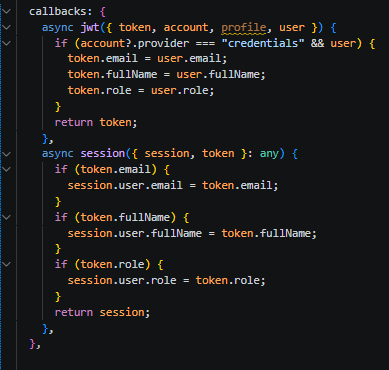 callbacks: {
async jwt({ token, account, profile, user }) {
if (account?.provider === "credentials" && user) {
token.email = user.email;
token.fullName = user.fullName;
token.role = user.role;
}
return token;
},
async session({ session, token }: any) {
if (token.email) {
session.user.email = token.email;
}
if (token.fullName) {
session.user.fullName = token.fullName;
}
if (token.role) {
session.user.role = token.role;
}
return session;
},
},